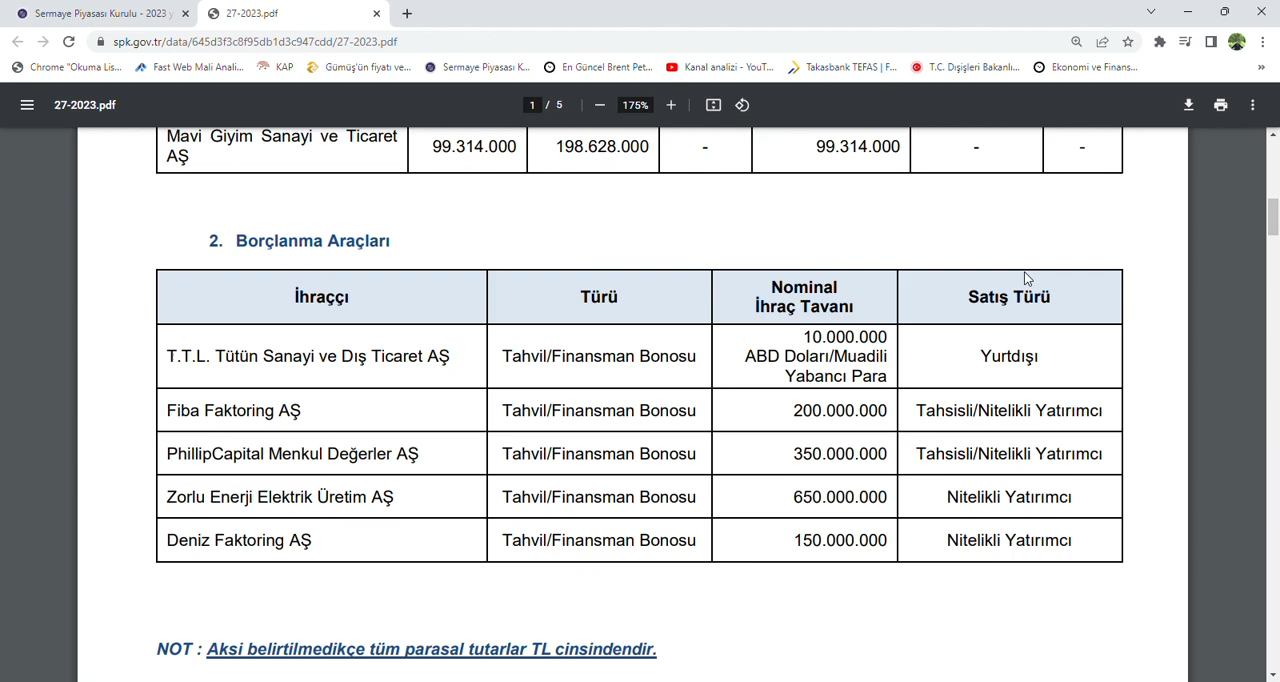 Sermaye Piyasası Kurulu - 2023 y
27-2023.pdf
spk.gov.tr/data/645d3f3c8f95db1d3c947cdd/27-2023.pdf
Chrome "Okuma Lis...
Fast Web Mali Anali...
KAP
Gümüş'ün fiyatı ve...
Sermaye Piyasası K...
En Güncel Brent Pet...
Kanal analizi - YouT...
Takasbank TEFAS | F...
T.C. Dışişleri Bakanlı...
Ekonomi ve Finans...
27-2023.pdf
1 / 5
175%
Mavi Giyim Sanayi ve Ticaret
AŞ
99.314.000
198.628.000
-
99.314.000
-
-
2. Borçlanma Araçları
İhraççı
Türü
Nominal
İhraç Tavanı
Satış Türü
T.T.L. Tütün Sanayi ve Dış Ticaret AŞ
Tahvil/Finansman Bonosu
10.000.000
ABD Doları/Muadili
Yabancı Para
Yurtdışı
Fiba Faktoring AŞ
Tahvil/Finansman Bonosu
200.000.000
Tahsisli/Nitelikli Yatırımcı
PhillipCapital Menkul Değerler AŞ
Tahvil/Finansman Bonosu
350.000.000
Tahsisli/Nitelikli Yatırımcı
Zorlu Enerji Elektrik Üretim AŞ
Tahvil/Finansman Bonosu
650.000.000
Nitelikli Yatırımcı
Deniz Faktoring AŞ
Tahvil/Finansman Bonosu
150.000.000
Nitelikli Yatırımcı
NOT : Aksi belirtilmedikçe tüm parasal tutarlar TL cinsindendir.